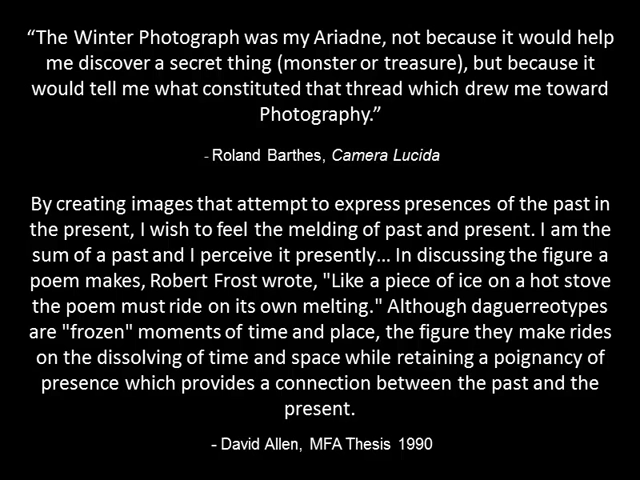 “The Winter Photograph was my Ariadne, not because it would help
me discover a secret thing (monster or treasure), but because it
would tell me what constituted that thread which drew me toward
Photography.”
- Roland Barthes, Camera Lucida
By creating images that attempt to express presences of the past in
the present, I wish to feel the melding of past and present. I am the
sum of a past and I perceive it presently... In discussing the figure a
poem makes, Robert Frost wrote, "Like a piece of ice on a hot stove
the poem must ride on its own melting." Although daguerreotypes
are "frozen" moments of time and place, the figure they make rides
on the dissolving of time and space while retaining a poignancy of
presence which provides a connection between the past and the
present.
- David Allen, MFA Thesis 1990